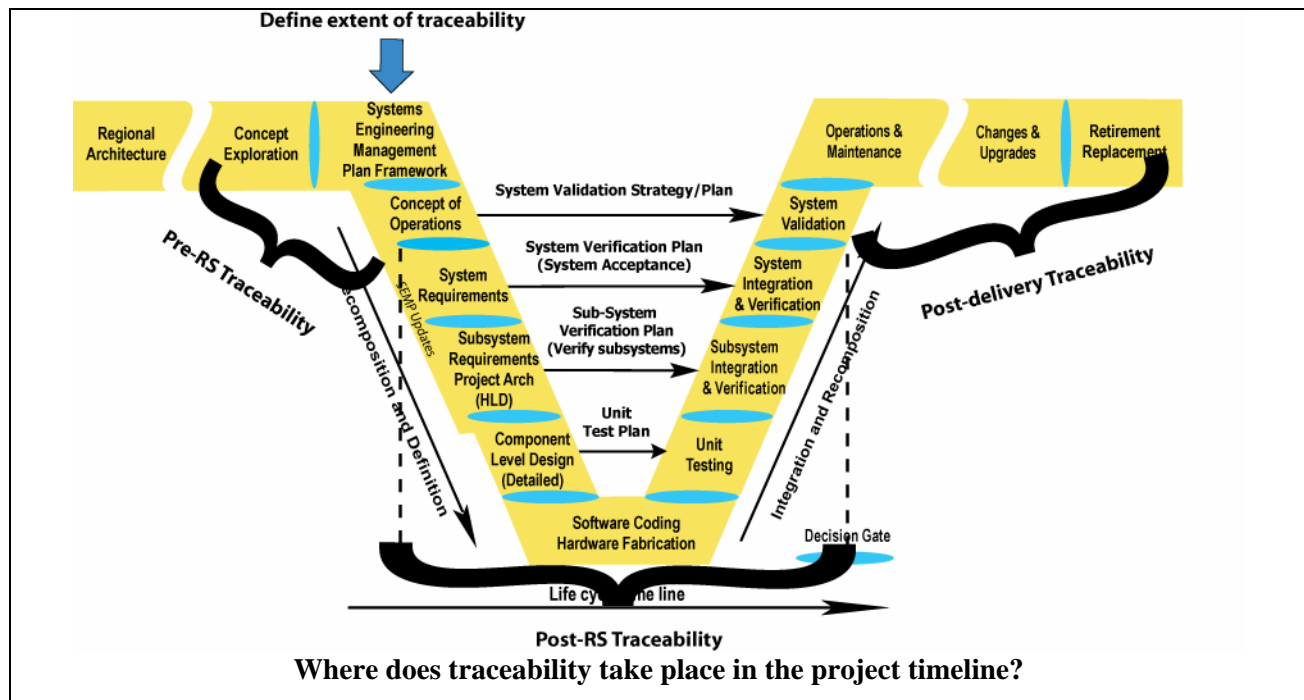 Define extent of traceability
Regional
Architecture
Concept
Exploration
Systems
Engineering
Management
Plan Framework
Operations &
Maintenance
Changes &
Upgrades
Retirement
Replacement
Concept of
Operations
System Validation Strategy/Plan
System
Validation
Pre-RS Traceability
Post-delivery Traceability
System
Requirements
SEMP Updates
System Verification Plan
(System Acceptance)
System
Integration
& Verification
Subsystem
Requirements
Project Arch
(HLD)
Sub-System
Verification Plan
(Verify subsystems)
Subsystem
Integration
& Verification
ecomposition and Definition
Integration and Recomposition
Component
Level Design
(Detailed)
Unit
Test Plan
Unit
Testing
Software Coding
Hardware Fabrication
Decision Gate
Life cy me line
Post-RS Traceability
Where does traceability take place in the project timeline?